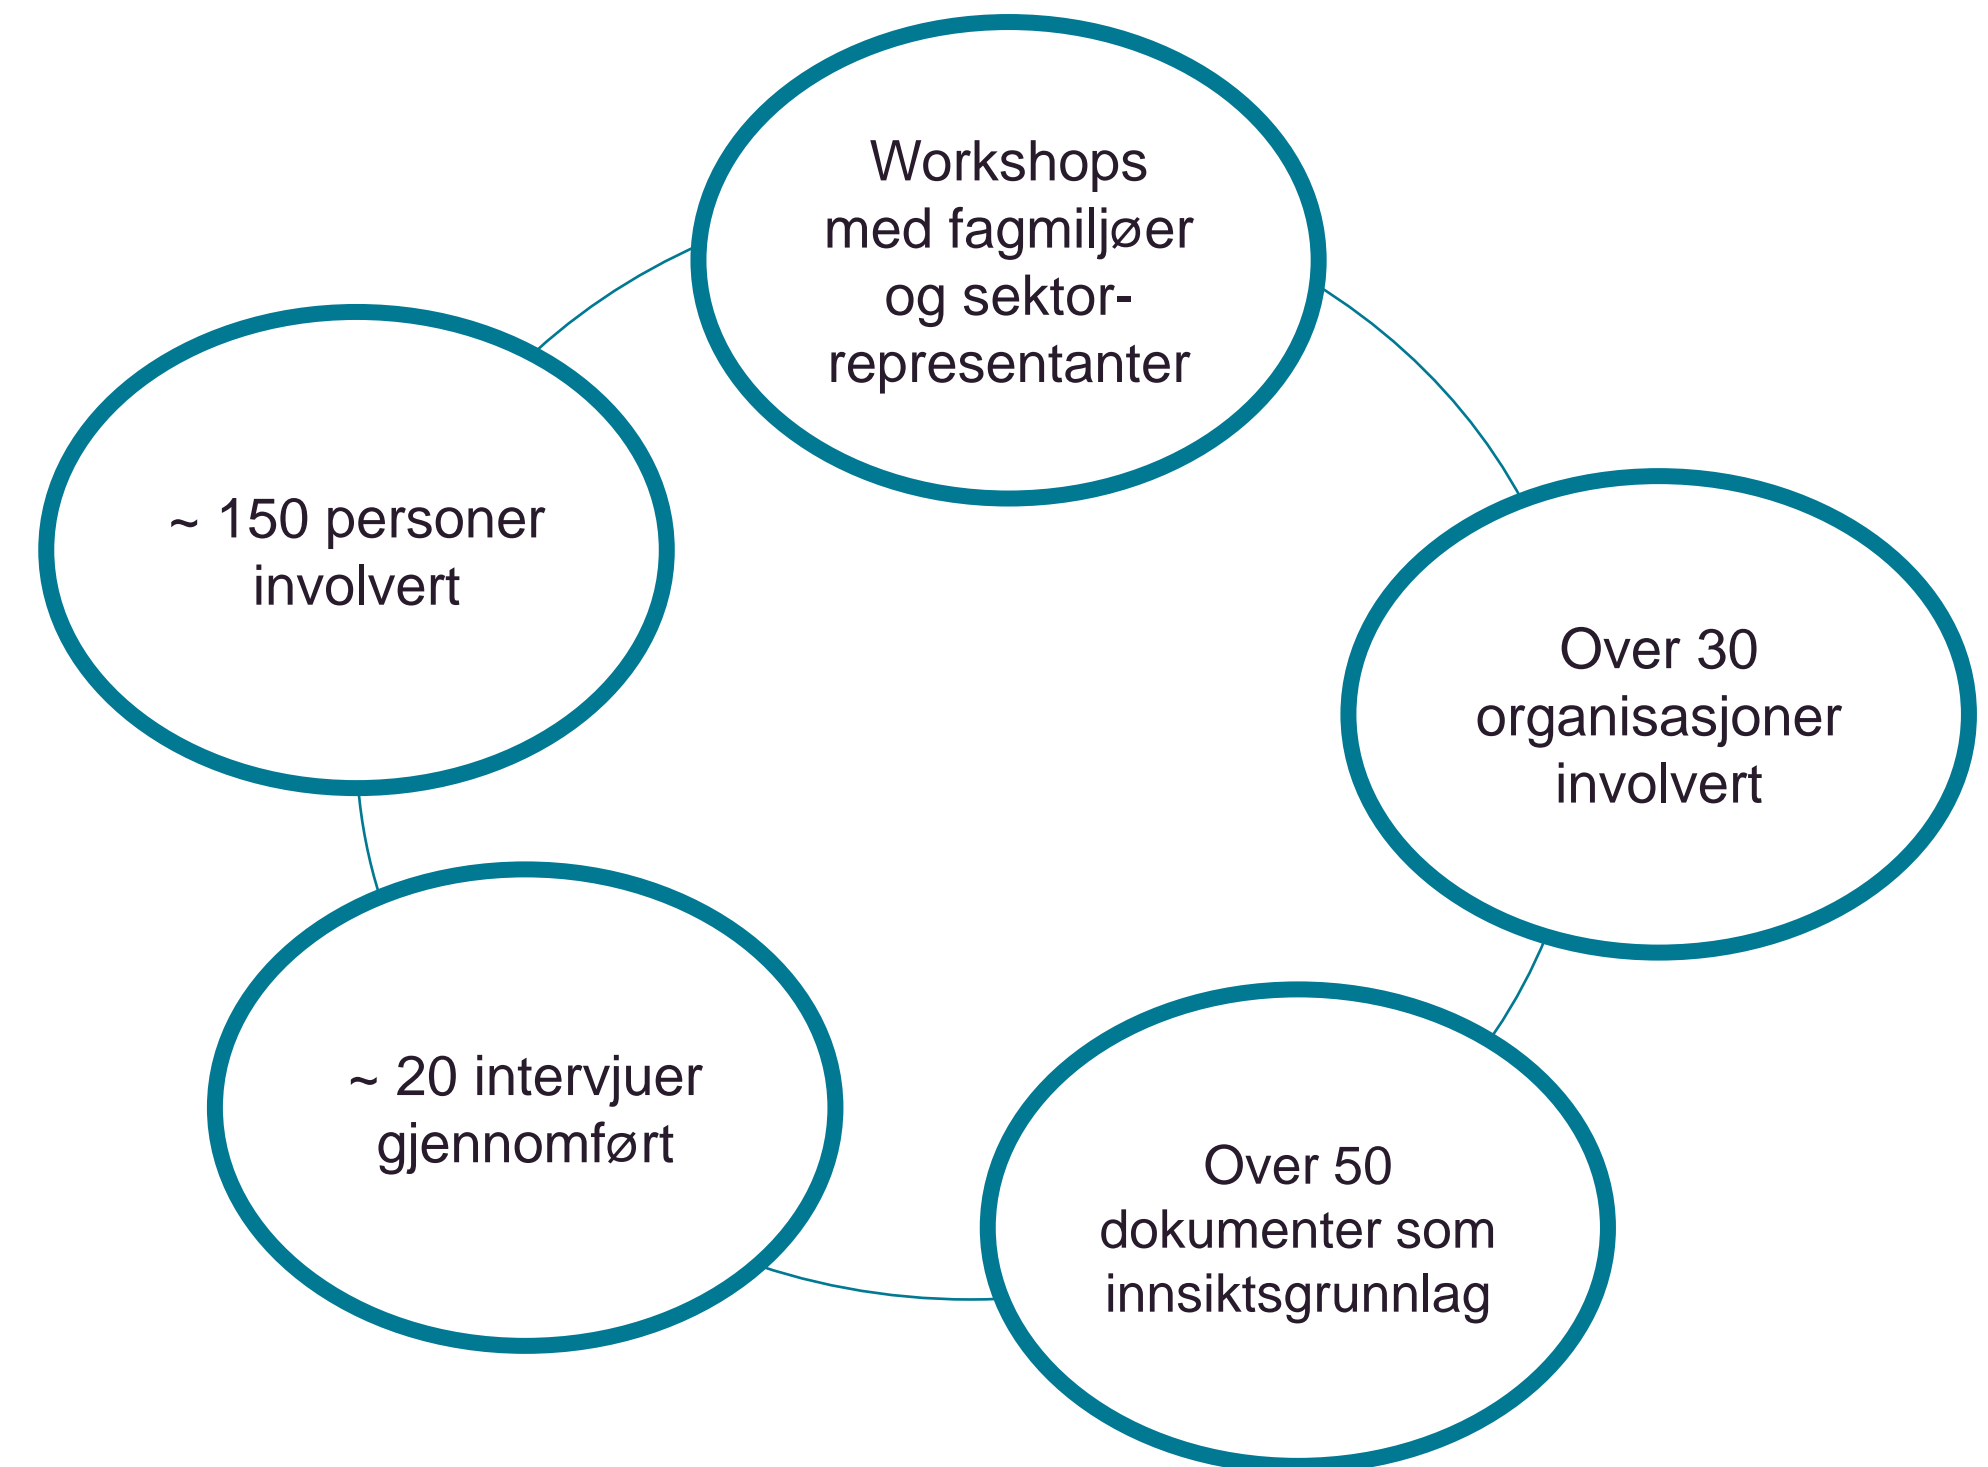 Workshops
med fagmiljøer
og sektor-
representanter
~ 150 personer
involvert
Over 30
organisasjoner
involvert
~ 20 intervjuer
gjennomført
Over 50
dokumenter som
innsiktsgrunnlag